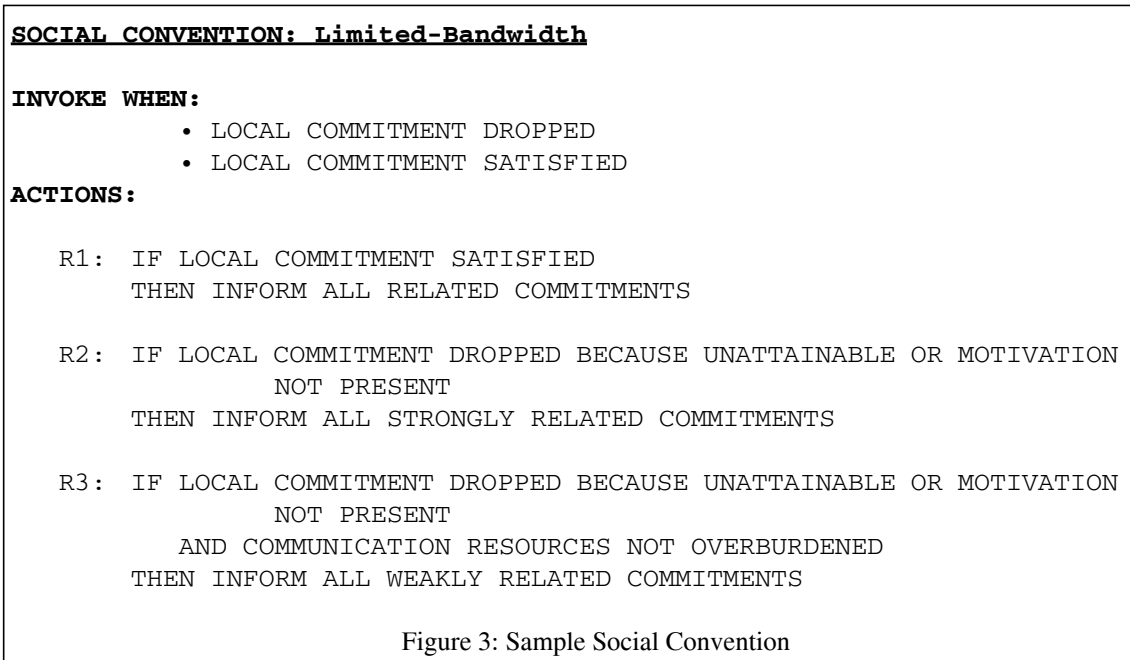 SOCIAL CONVENTION: Limited-Bandwidth
INVOKE WHEN:
• LOCAL COMMITMENT DROPPED
• LOCAL COMMITMENT SATISFIED
ACTIONS:
R1: IF LOCAL COMMITMENT SATISFIED
THEN INFORM ALL RELATED COMMITMENTS
R2: IF LOCAL COMMITMENT DROPPED BECAUSE UNATTAINABLE OR MOTIVATION
NOT PRESENT
THEN INFORM ALL STRONGLY RELATED COMMITMENTS
R3: IF LOCAL COMMITMENT DROPPED BECAUSE UNATTAINABLE OR MOTIVATION
NOT PRESENT
AND COMMUNICATION RESOURCES NOT OVERBURDENED
THEN INFORM ALL WEAKLY RELATED COMMITMENTS
Figure 3: Sample Social Convention